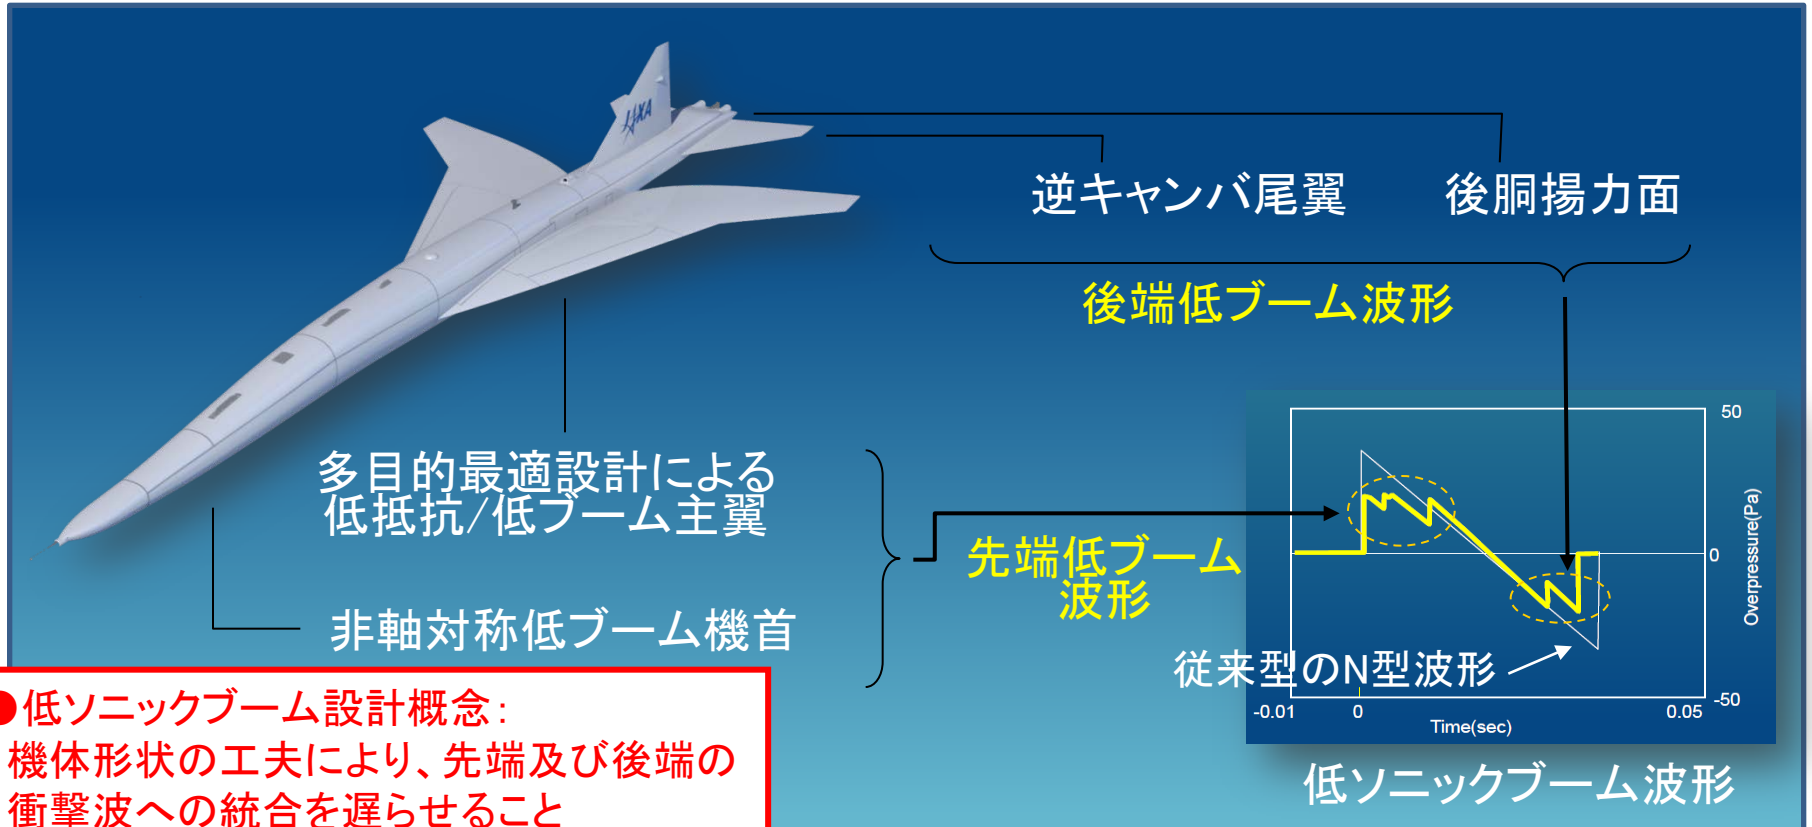 JAXA
逆キャンバ尾翼
後胴揚力面
後端低ブーム波形
多目的最適設計による
低抵抗/低ブーム主翼
先端低ブーム
波形
非軸対称低ブーム機首
50
0
-50
Overpressure(Pa)
従来型のN型波形
-0.01
0
0.05
Time(sec)
低ソニックブーム波形
●低ソニックブーム設計概念：
機体形状の工夫により、先端及び後端の
衝撃波への統合を遅らせること